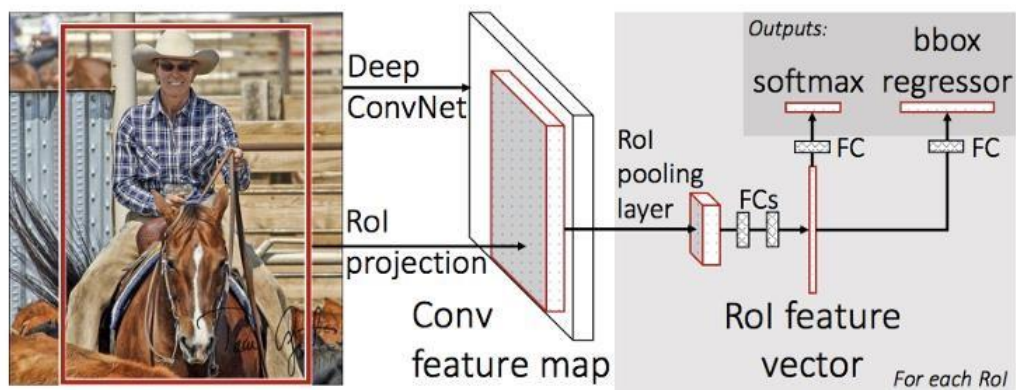 Deep
ConvNet
RoI
projection
Conv
feature map
RoI
pooling
layer
FCs
RoI feature
vector
For each RoI
Outputs:
softmax
bbox
regressor
FC
FC